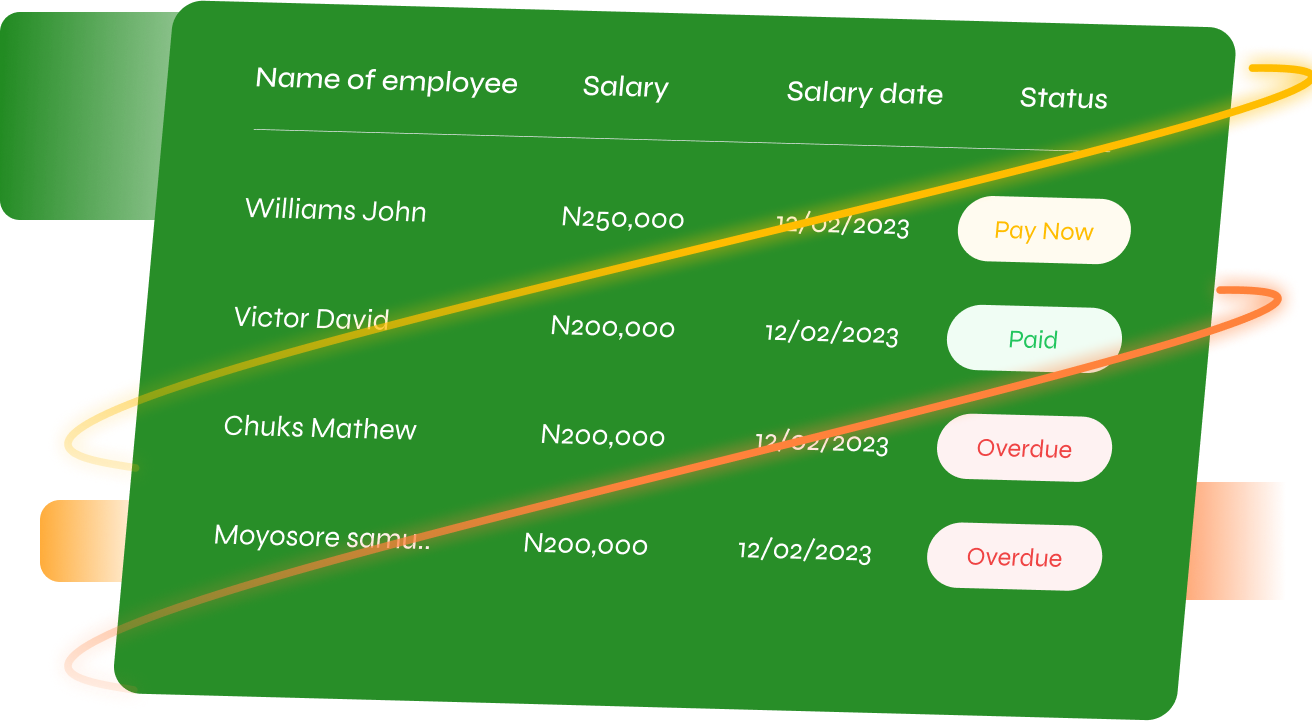 Name of employee Salary Salary date Status
Williams John N250,000 12/02/2023 Pay Now
Victor David N200,000 12/02/2023 Paid
Chuks Mathew N200,000 12/02/2023 Overdue
Moyosore samu.. N200,000 12/02/2023 Overdue